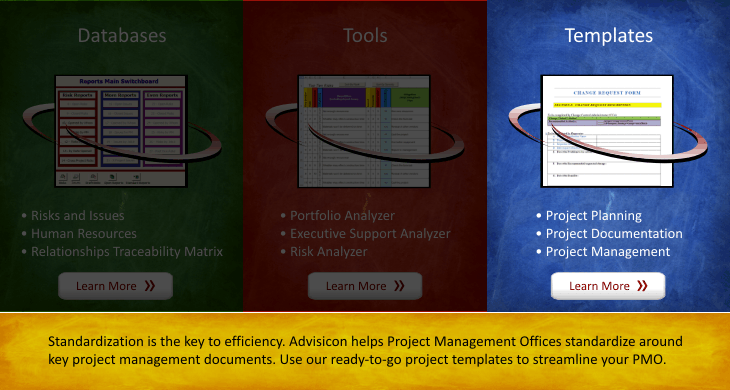 Databases
Tools
Templates
Reports Main Switchboard
CHANGE REQUEST FORM
• Risks and Issues
• Human Resources
• Relationships Traceability Matrix
• Portfolio Analyzer
• Executive Support Analyzer
• Risk Analyzer
• Project Planning
• Project Documentation
• Project Management
Learn More »
Learn More »
Learn More »
Standardization is the key to efficiency. Advisicon helps Project Management Offices standardize around
key project management documents. Use our ready-to-go project templates to streamline your PMO.